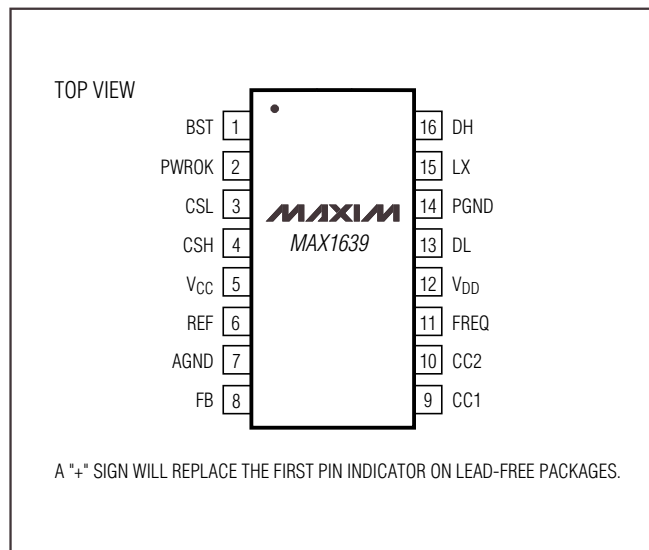 TOP VIEW
BST 1 16 DH
PWROK 2 15 LX
CSL 3 MAXIM 14 PGND
CSH 4 MAX1639 13 DL
VCC 5 12 VDD
REF 6 11 FREQ
AGND 7 10 CC2
FB 8 9 CC1
A "+" SIGN WILL REPLACE THE FIRST PIN INDICATOR ON LEAD-FREE PACKAGES.